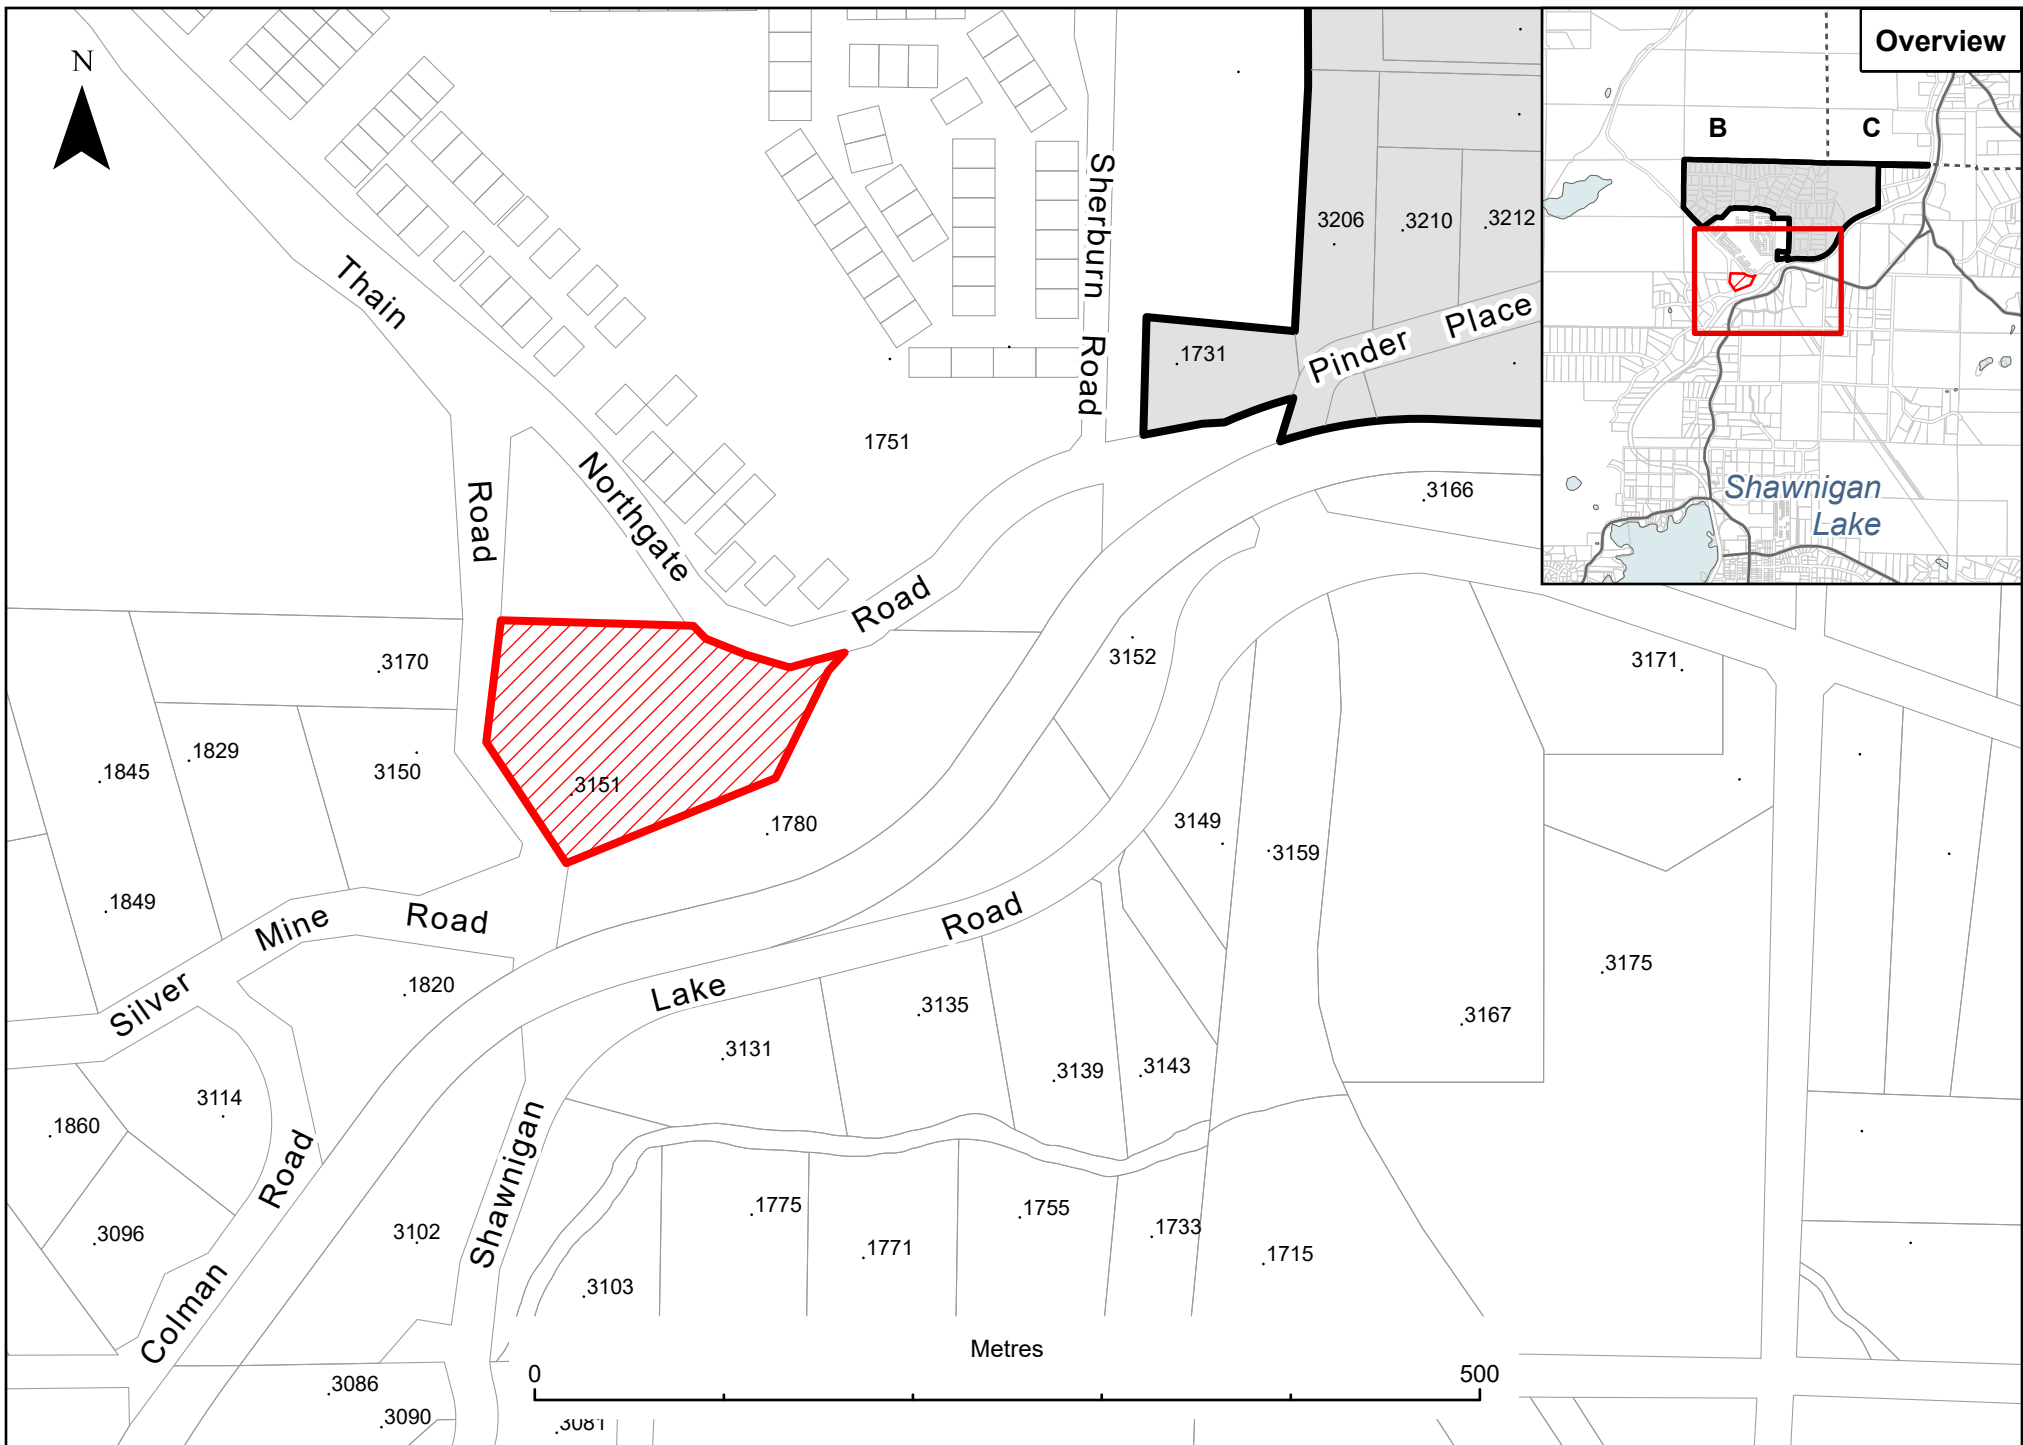 N
Overview
B
C
Shawnigan
Lake
Thain
Road
Northgate
Road
Sherburn Road
Pinder Place
3206
3210
3212
1731
1751
3166
3170
3152
3171
1845
1829
3150
3151
1780
3149
3159
1849
Silver Mine Road
1820
Shawnigan Lake Road
3135
3131
3139
3143
3175
3167
3114
1860
3096
Colman Road
3102
1775
1771
1755
1733
1715
3103
Metres
0
500
3086
3090
3081